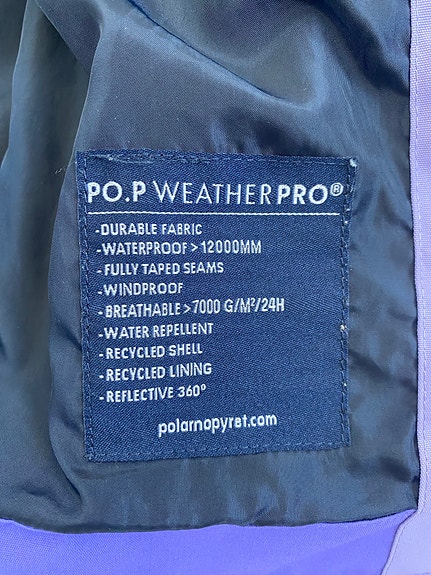 PO.P WEATHERPRO®
-DURABLE FABRIC
-WATERPROOF > 12000MM
-FULLY TAPED SEAMS
-WINDPROOF
-BREATHABLE >7000 G/M²/24H
-WATER REPELLENT
-RECYCLED SHELL
-RECYCLED LINING
-REFLECTIVE 360°
polarnopyret.com